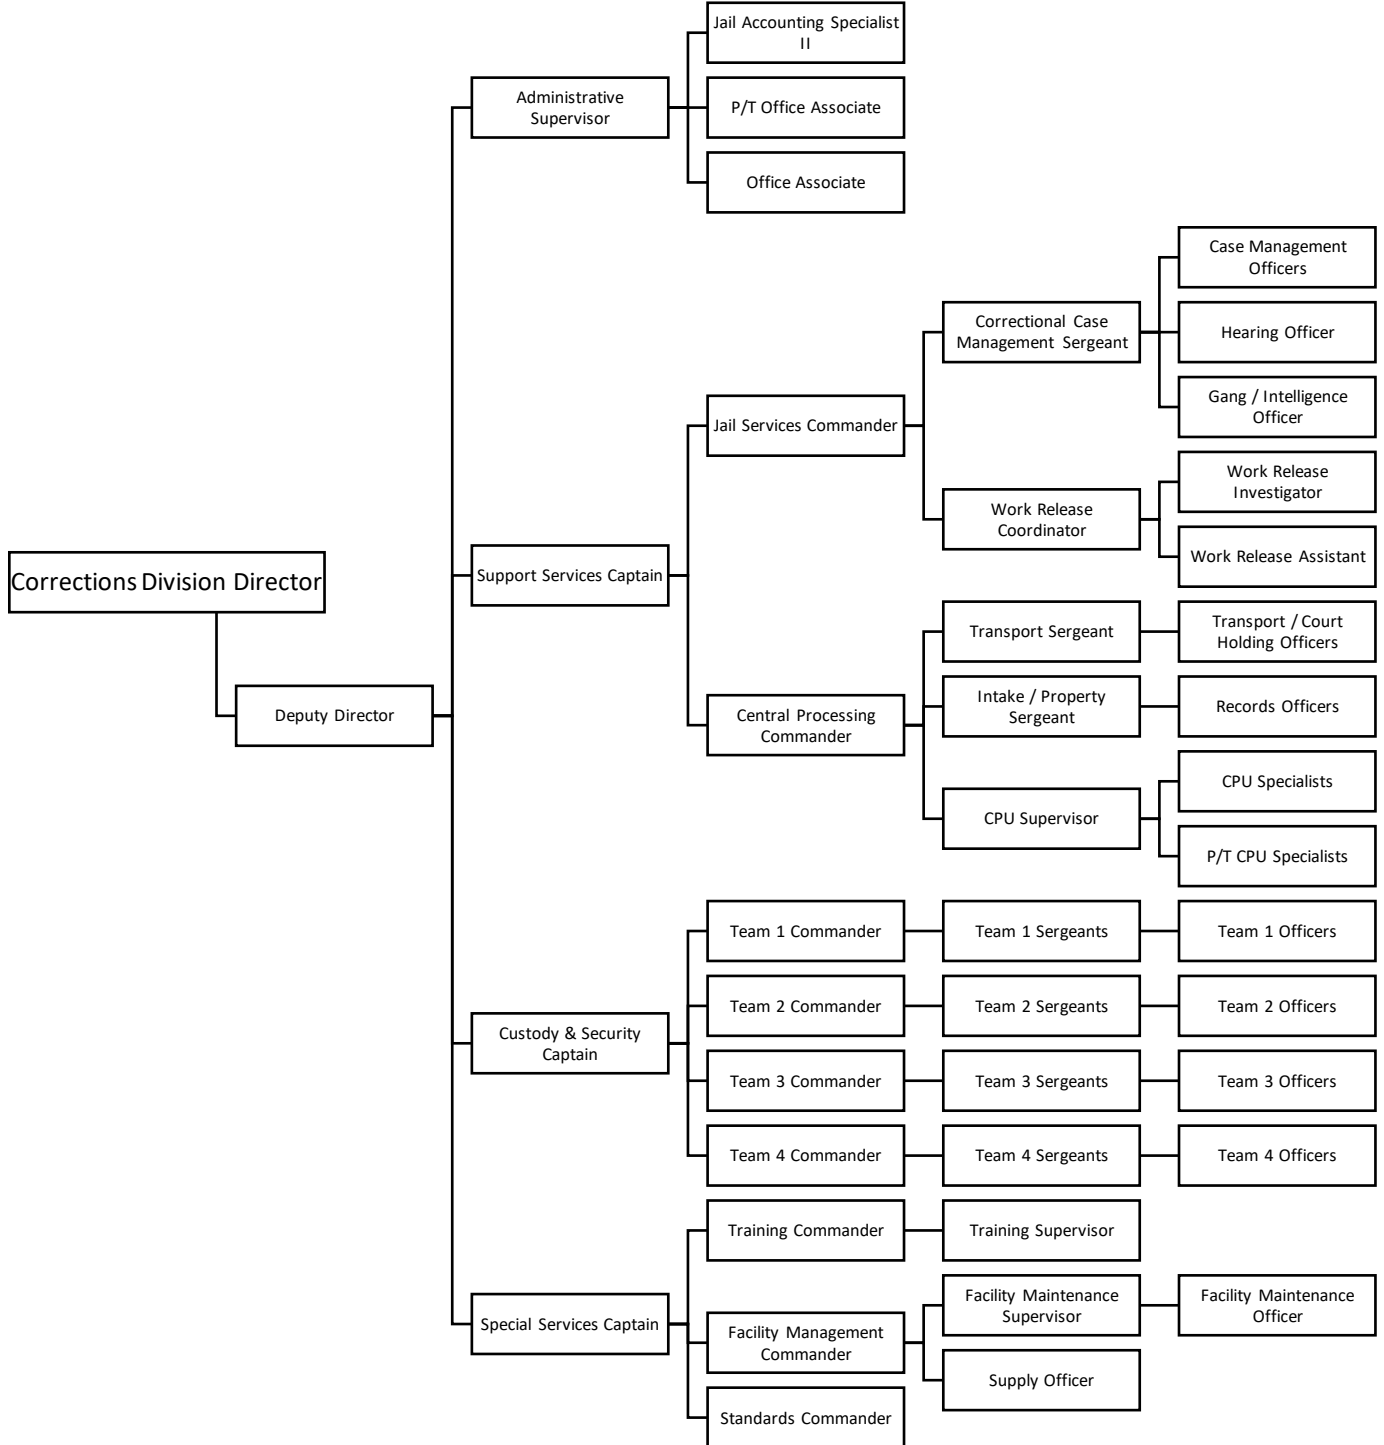 Jail Accounting Specialist
II
Administrative
Supervisor
P/T Office Associate
Office Associate
Case Management
Officers
Correctional Case
Management Sergeant
Hearing Officer
Gang / Intelligence
Officer
Jail Services Commander
Work Release
Investigator
Work Release
Coordinator
Work Release Assistant
Corrections Division Director
Support Services Captain
Transport Sergeant
Transport / Court
Holding Officers
Deputy Director
Central Processing
Commander
Intake / Property
Sergeant
Records Officers
CPU Specialists
CPU Supervisor
P/T CPU Specialists
Team 1 Commander
Team 1 Sergeants
Team 1 Officers
Team 2 Commander
Team 2 Sergeants
Team 2 Officers
Custody & Security
Captain
Team 3 Commander
Team 3 Sergeants
Team 3 Officers
Team 4 Commander
Team 4 Sergeants
Team 4 Officers
Training Commander
Training Supervisor
Special Services Captain
Facility Management
Commander
Facility Maintenance
Supervisor
Facility Maintenance
Officer
Supply Officer
Standards Commander